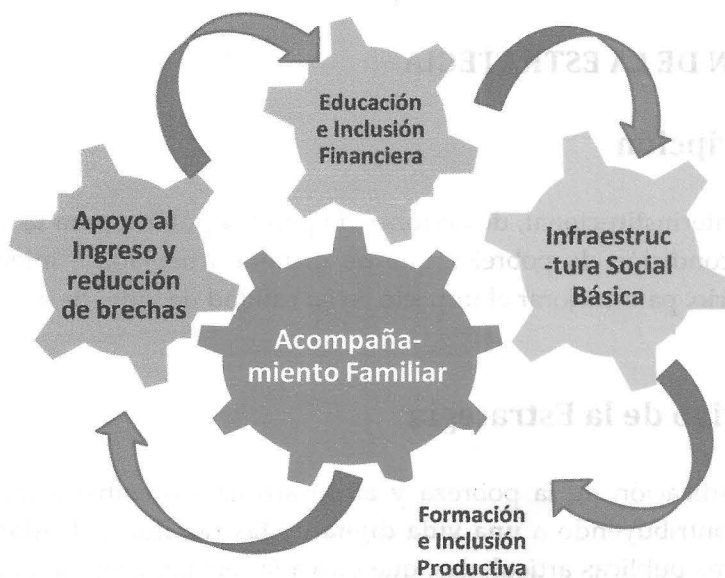 Educación
e Inclusión
Financiera
Apoyo al
Ingreso y
reducción
de brechas
Infraestruc
-tura Social
Básica
Acompaña-
miento Familiar
Formación
e Inclusión
Productiva